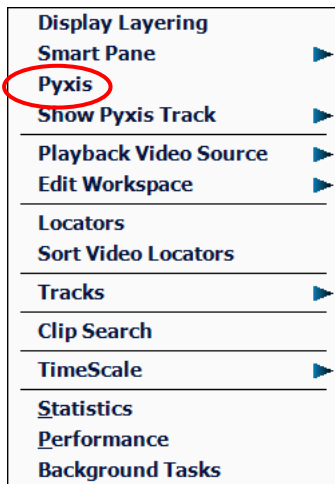 Display Layering
Smart Pane
Pyxis
Show Pyxis Track
Playback Video Source
Edit Workspace
Locators
Sort Video Locators
Tracks
Clip Search
TimeScale
Statistics
Performance
Background Tasks